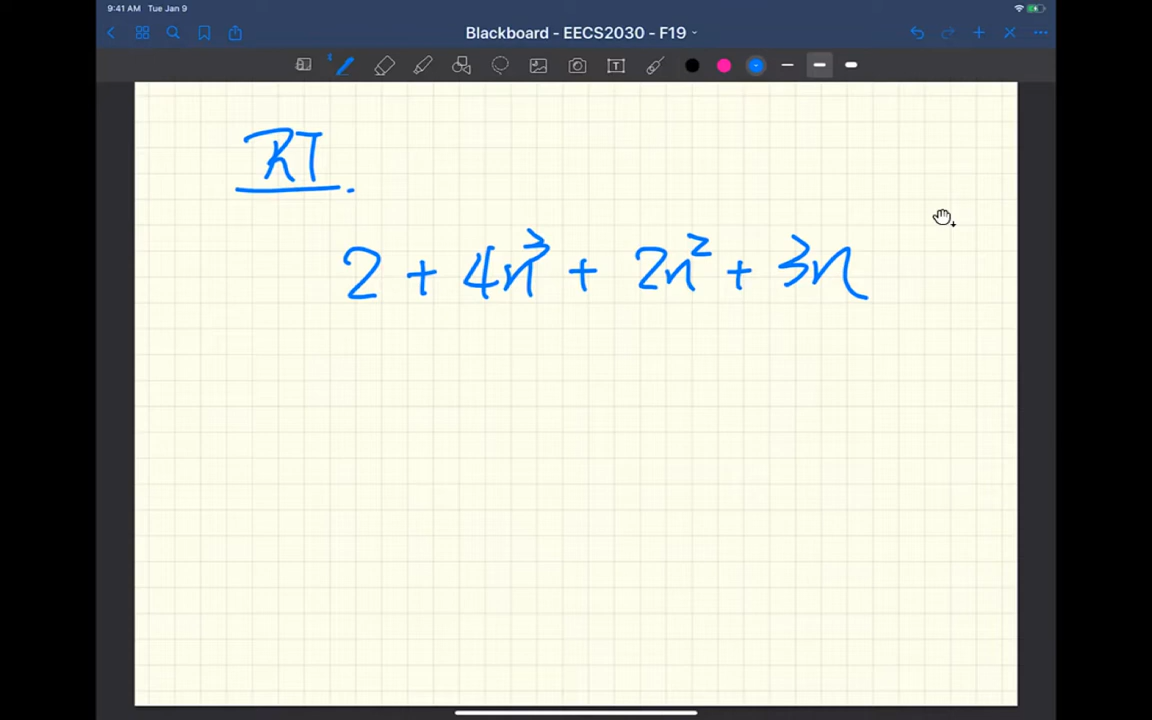 9:41 AM Tue Jan 9
Blackboard - EECS2030 - F19
RT.
2 + 4n³ + 2n² + 3n